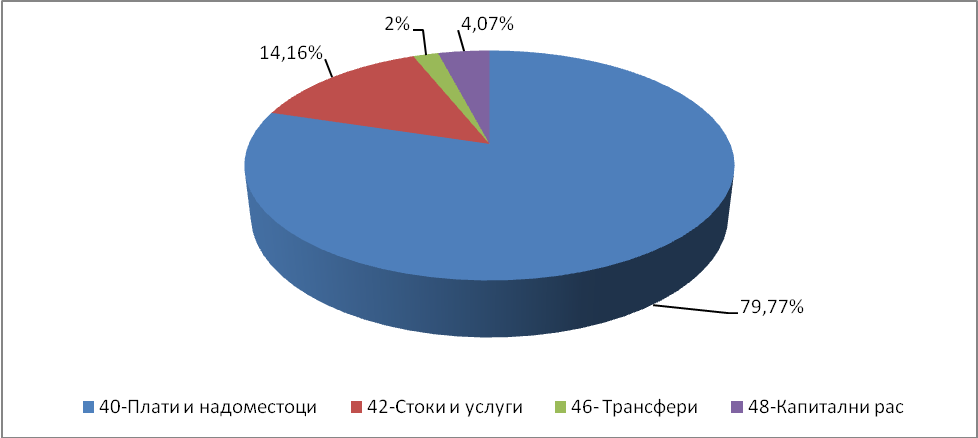 2%
4,07%
14,16%
79,77%
40-Плати и надоместоци
42-Стоки и услуги
46- Трансфери
48-Капитални рас